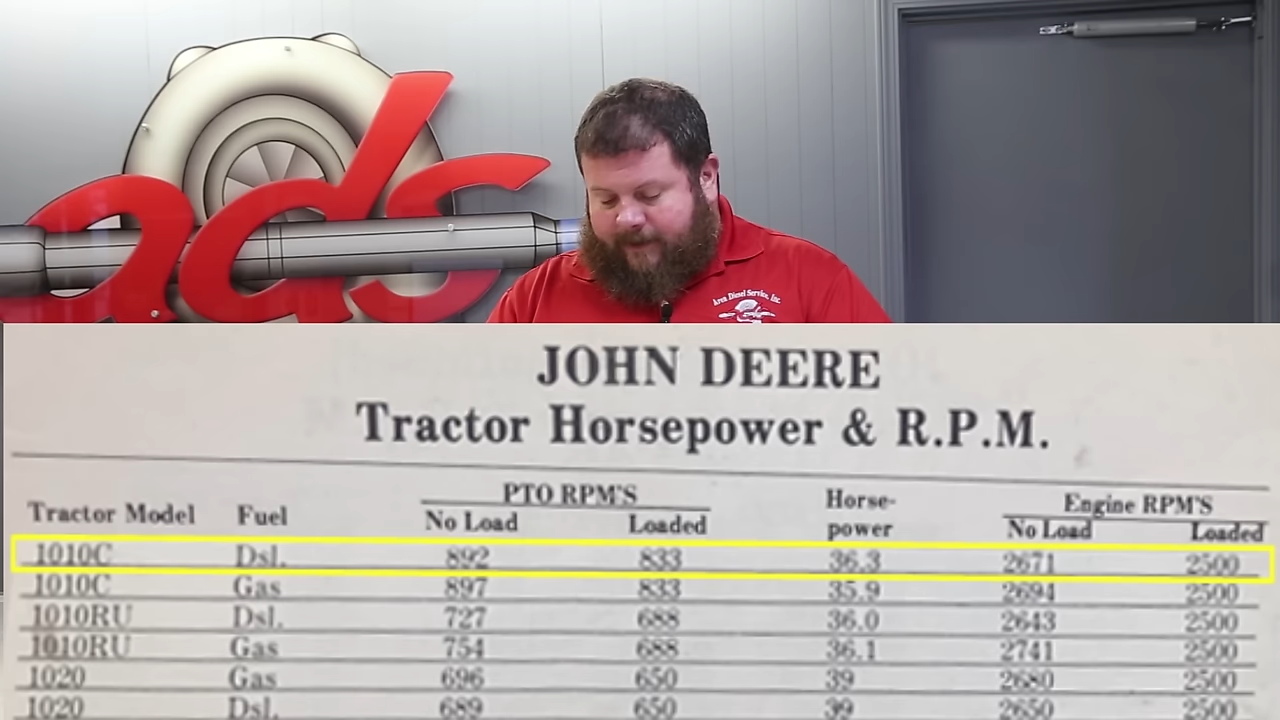 ads
Area Diesel Service, Inc.
JOHN DEERE
Tractor Horsepower & R.P.M.
PTO RPM'S Horse- Engine RPM'S
Tractor Model Fuel No Load Loaded power No Load Loaded
1010C Dsl. 892 833 36.3 2671 2500
1010C Gas 897 833 35.9 2694 2500
1010RU Dsl. 727 688 36.0 2643 2500
1010RU Gas 754 688 36.1 2741 2500
1020 Gas 696 650 39 2680 2500
1020 Dsl. 689 650 39 2650 2500